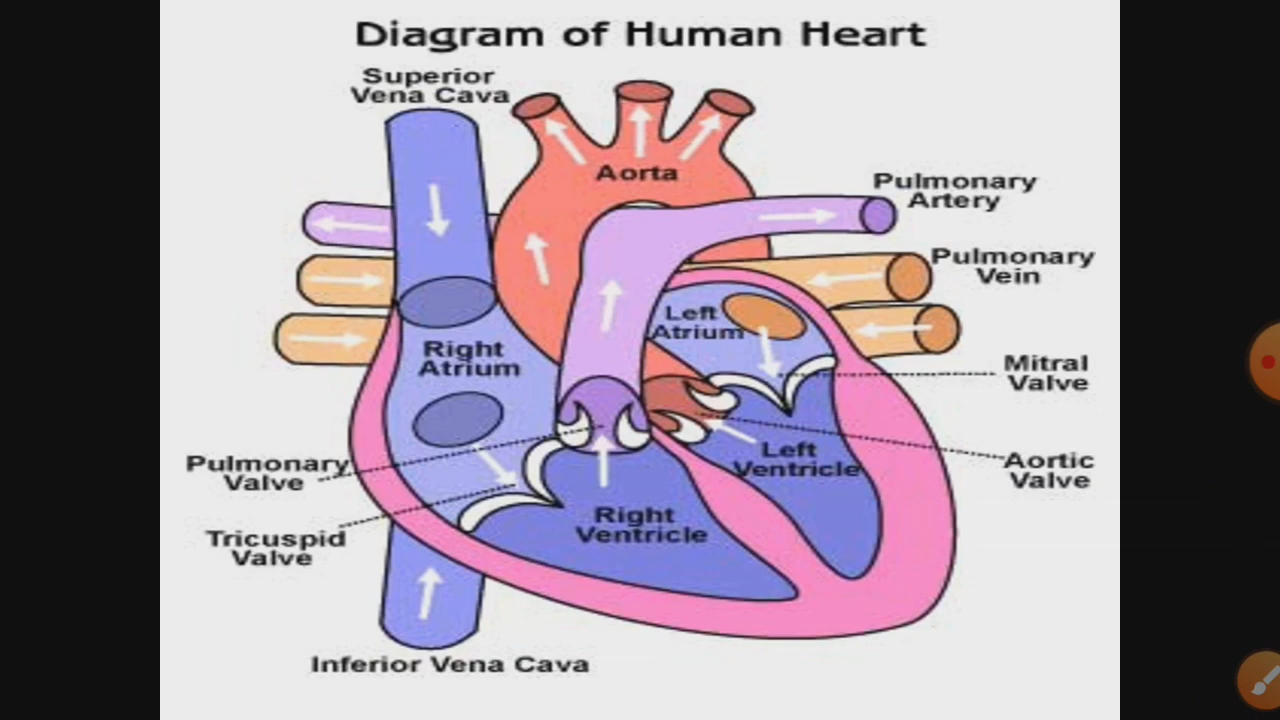 Diagram of Human Heart
Superior
Vena Cava
Aorta
Pulmonary
Artery
Pulmonary
Vein
Left
Atrium
Right
Atrium
Mitral
Valve
Left
Ventricle
Aortic
Valve
Pulmonary
Valve
Right
Ventricle
Tricuspid
Valve
Inferior Vena Cava